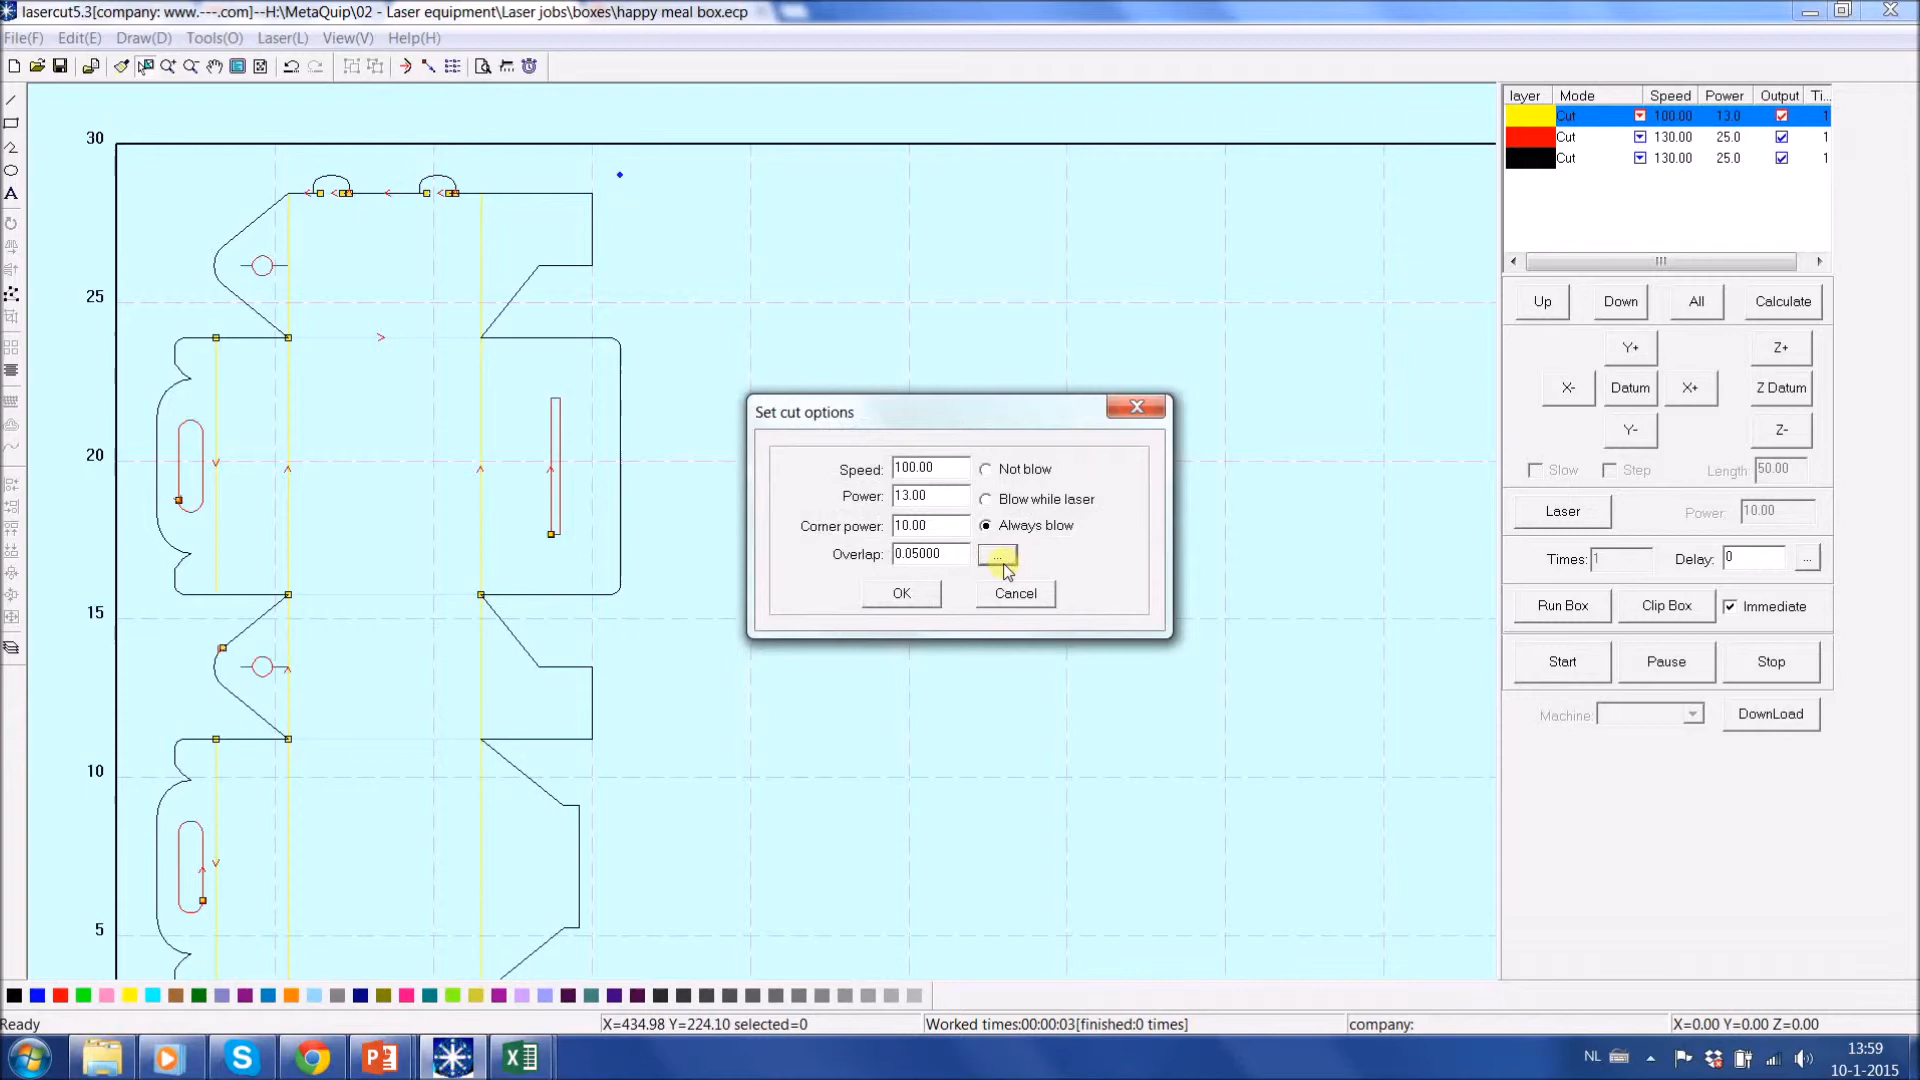 lasercut5.3[company: www.---.com]--H:\MetaQuip\02 - Laser equipment\Laser jobs\boxes\happy meal box.ecp
File(F) Edit(E) Draw(D) Tools(O) Laser(L) View(V) Help(H)
layer Mode Speed Power Output Ti...
Cut 100.00 13.0 1
Cut 130.00 25.0 1
Cut 130.00 25.0 1
30
25
20
15
10
5
A
Up Down All Calculate
Y+ Z+
X- Datum X+ Z Datum
Y- Z-
Slow Step Length: 50.00
Laser Power: 10.00
Times: 1 Delay: 0 ...
Run Box Clip Box Immediate
Start Pause Stop
Machine: DownLoad
Set cut options
Speed: 100.00 Not blow
Power: 13.00 Blow while laser
Corner power: 10.00 Always blow
Overlap: 0.05000 ...
OK Cancel
Ready X=434.98 Y=224.10 selected=0 Worked times:00:00:03[finished:0 times] company: X=0.00 Y=0.00 Z=0.00
NL 13:59
10-1-2015